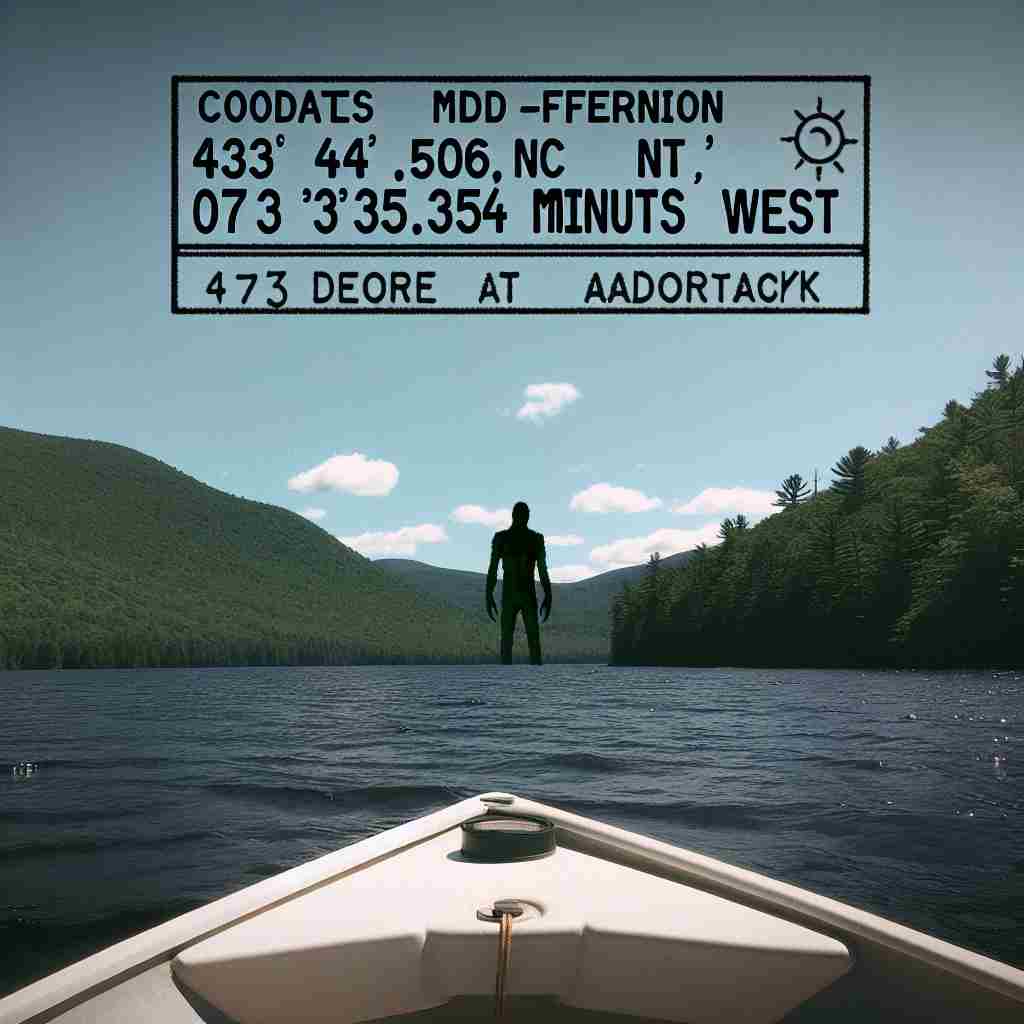 COODATS MDD-FFERNION
433° 44' .506, NC NT,'
073 '3'35.354 MINUTS WEST
473 DEORE AT AADORTACYK